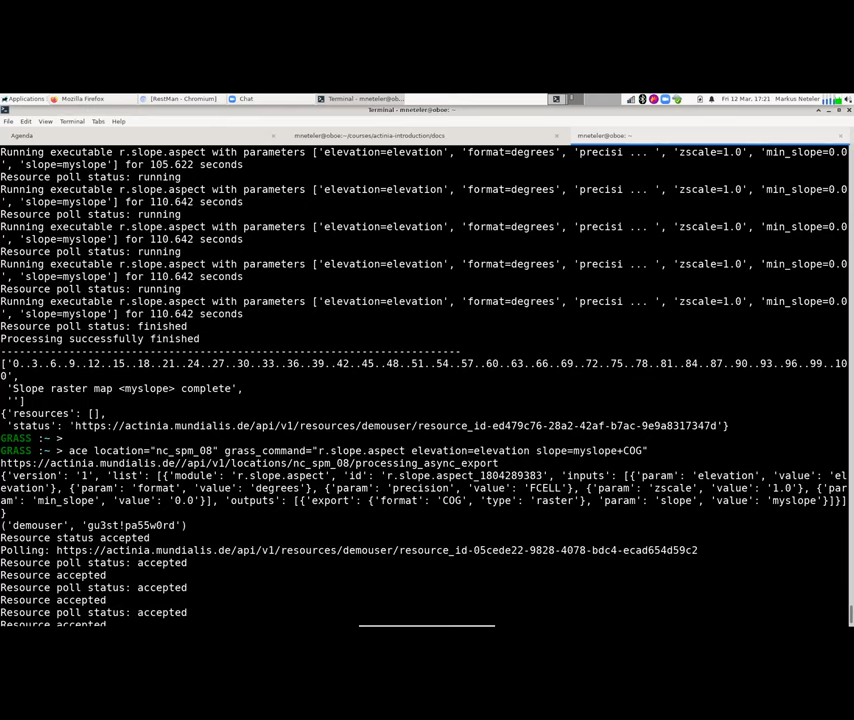 Applications
Mozilla Firefox
[RestMan - Chromium]
Chat
Terminal - mneteler@ob...
Fri 12 Mar, 17:21
Markus Neteler
Terminal - mneteler@oboe: ~
File Edit View Terminal Tabs Help
Agenda
mneteler@oboe:~/courses/actinia-introduction/docs
mneteler@oboe: ~
Running executable r.slope.aspect with parameters ['elevation=elevation', 'format=degrees', 'precisi ... ', 'zscale=1.0', 'min_slope=0.0
', 'slope=myslope'] for 105.622 seconds
Resource poll status: running
Running executable r.slope.aspect with parameters ['elevation=elevation', 'format=degrees', 'precisi ... ', 'zscale=1.0', 'min_slope=0.0
', 'slope=myslope'] for 110.642 seconds
Resource poll status: running
Running executable r.slope.aspect with parameters ['elevation=elevation', 'format=degrees', 'precisi ... ', 'zscale=1.0', 'min_slope=0.0
', 'slope=myslope'] for 110.642 seconds
Resource poll status: running
Running executable r.slope.aspect with parameters ['elevation=elevation', 'format=degrees', 'precisi ... ', 'zscale=1.0', 'min_slope=0.0
', 'slope=myslope'] for 110.642 seconds
Resource poll status: running
Running executable r.slope.aspect with parameters ['elevation=elevation', 'format=degrees', 'precisi ... ', 'zscale=1.0', 'min_slope=0.0
', 'slope=myslope'] for 110.642 seconds
Resource poll status: finished
Processing successfully finished
--------------------------------------------------------------------------
['0..3..6..9..12..15..18..21..24..27..30..33..36..39..42..45..48..51..54..57..60..63..66..69..72..75..78..81..84..87..90..93..96..99..10
0',
'Slope raster map <myslope> complete',
'']
{'resources': [],
'status': 'https://actinia.mundialis.de/api/v1/resources/demouser/resource_id-ed479c76-28a2-42af-b7ac-9e9a8317347d'}
GRASS :~ >
GRASS :~ > ace location="nc_spm_08" grass_command="r.slope.aspect elevation=elevation slope=myslope+COG"
https://actinia.mundialis.de//api/v1/locations/nc_spm_08/processing_async_export
{'version': '1', 'list': [{'module': 'r.slope.aspect', 'id': 'r.slope.aspect_1804289383', 'inputs': [{'param': 'elevation', 'value': 'el
evation'}, {'param': 'format', 'value': 'degrees'}, {'param': 'precision', 'value': 'FCELL'}, {'param': 'zscale', 'value': '1.0'}, {'par
am': 'min_slope', 'value': '0.0'}], 'outputs': [{'export': {'format': 'COG', 'type': 'raster'}, 'param': 'slope', 'value': 'myslope'}]}]
}
('demouser', 'gu3st!pa55w0rd')
Resource status accepted
Polling: https://actinia.mundialis.de/api/v1/resources/demouser/resource_id-05cede22-9828-4078-bdc4-ecad654d59c2
Resource poll status: accepted
Resource accepted
Resource poll status: accepted
Resource accepted
Resource poll status: accepted
Resource accepted